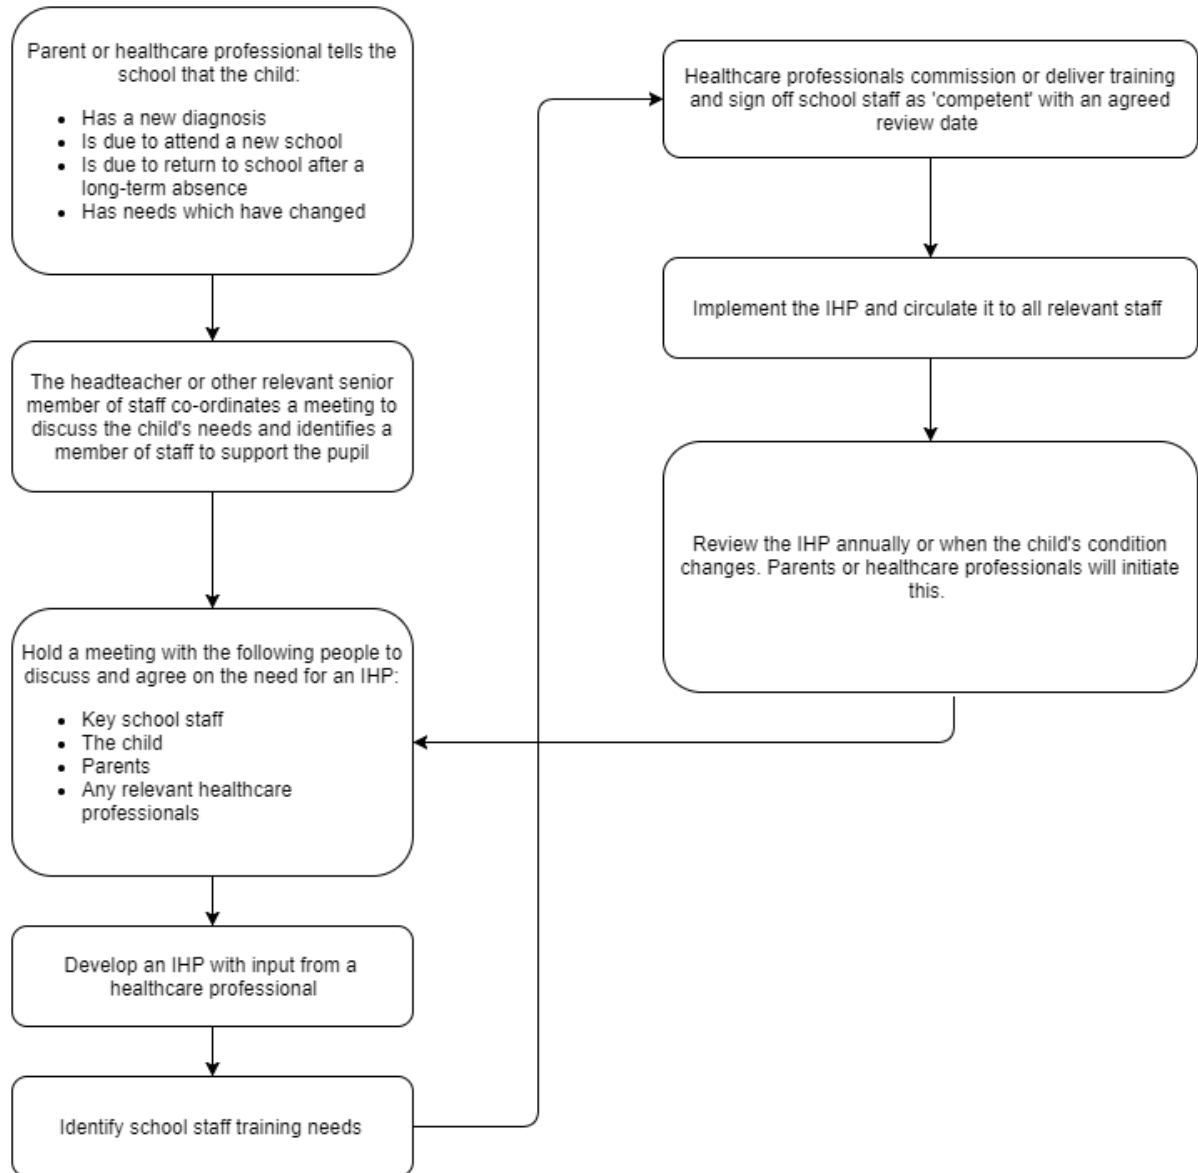 Parent or healthcare professional tells the
school that the child:
• Has a new diagnosis
• Is due to attend a new school
• Is due to return to school after a
long-term absence
• Has needs which have changed
The headteacher or other relevant senior
member of staff co-ordinates a meeting to
discuss the child's needs and identifies a
member of staff to support the pupil
Hold a meeting with the following people to
discuss and agree on the need for an IHP:
• Key school staff
• The child
• Parents
• Any relevant healthcare
professionals
Develop an IHP with input from a
healthcare professional
Identify school staff training needs
Healthcare professionals commission or deliver training
and sign off school staff as 'competent' with an agreed
review date
Implement the IHP and circulate it to all relevant staff
Review the IHP annually or when the child's condition
changes. Parents or healthcare professionals will initiate
this.